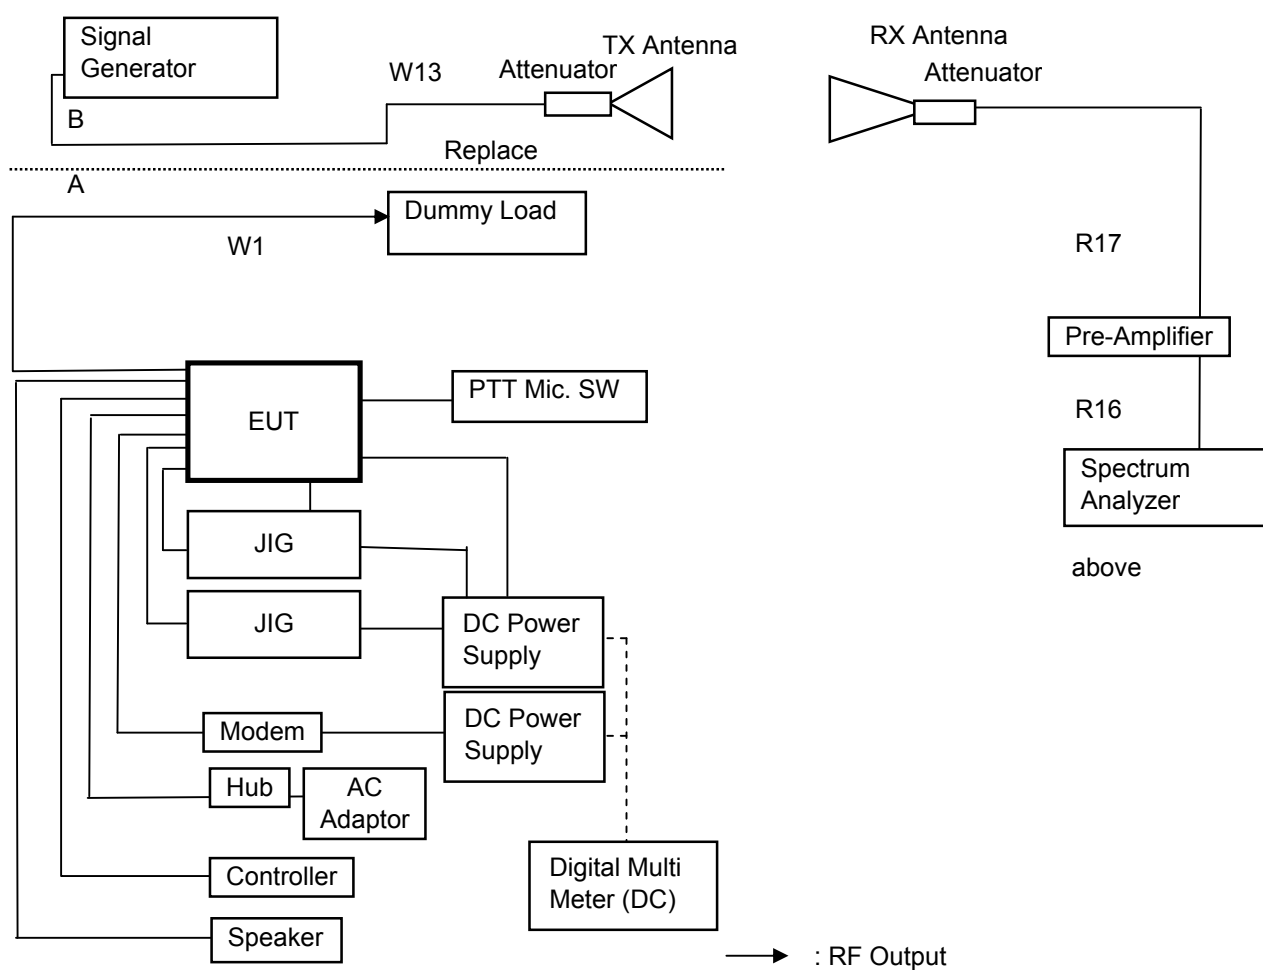 Signal
Generator
TX Antenna
RX Antenna
W13
Attenuator
Attenuator
B
Replace
A
Dummy Load
W1
R17
Pre-Amplifier
PTT Mic. SW
EUT
R16
Spectrum
Analyzer
JIG
above
JIG
DC Power
Supply
Modem
DC Power
Supply
Hub
AC
Adaptor
Controller
Digital Multi
Meter (DC)
Speaker
: RF Output